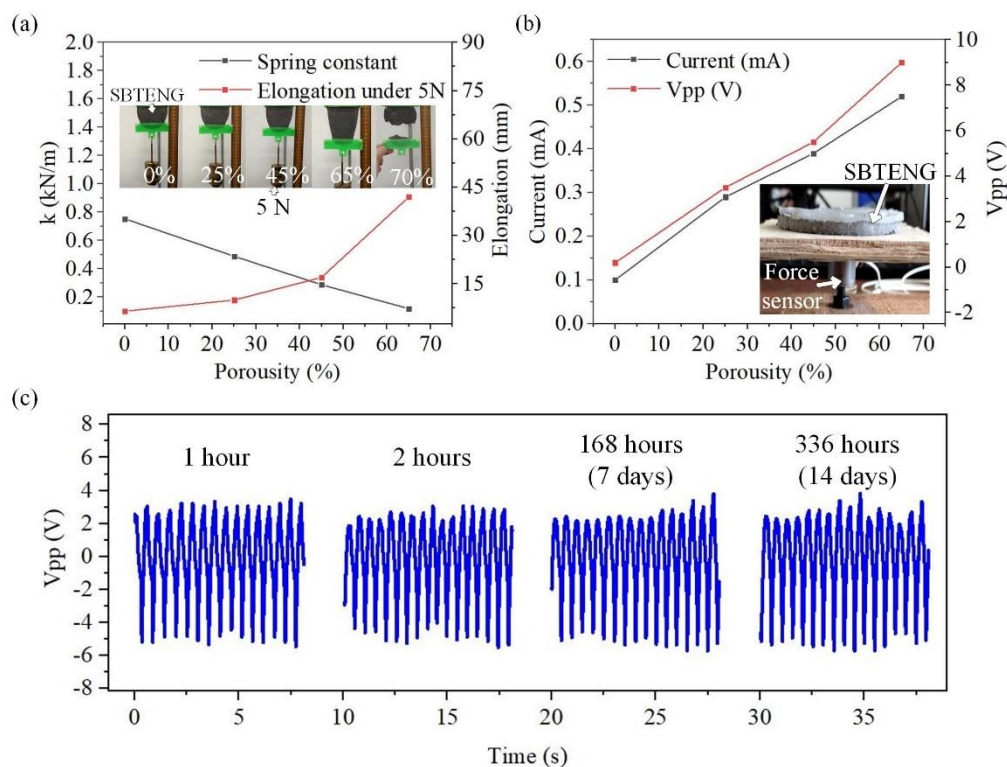 (a)
2.0
1.8
1.6
1.4
1.2
1.0
0.8
0.6
0.4
0.2
k (kN/m)
90
75
60
45
30
15
Elongation (mm)
Spring constant
Elongation under 5N
SBTENG
0% 25% 45% 65% 70%
5 N
0 10 20 30 40 50 60 70
Porousity (%)
(b)
0.6
0.5
0.4
0.3
0.2
0.1
0.0
Current (mA)
10
8
6
4
2
0
-2
Vpp (V)
Current (mA)
Vpp (V)
SBTENG
Force
sensor
0 10 20 30 40 50 60 70
Porousity (%)
(c)
8
6
4
2
0
-2
-4
-6
-8
Vpp (V)
1 hour
2 hours
168 hours
(7 days)
336 hours
(14 days)
0 5 10 15 20 25 30 35
Time (s)